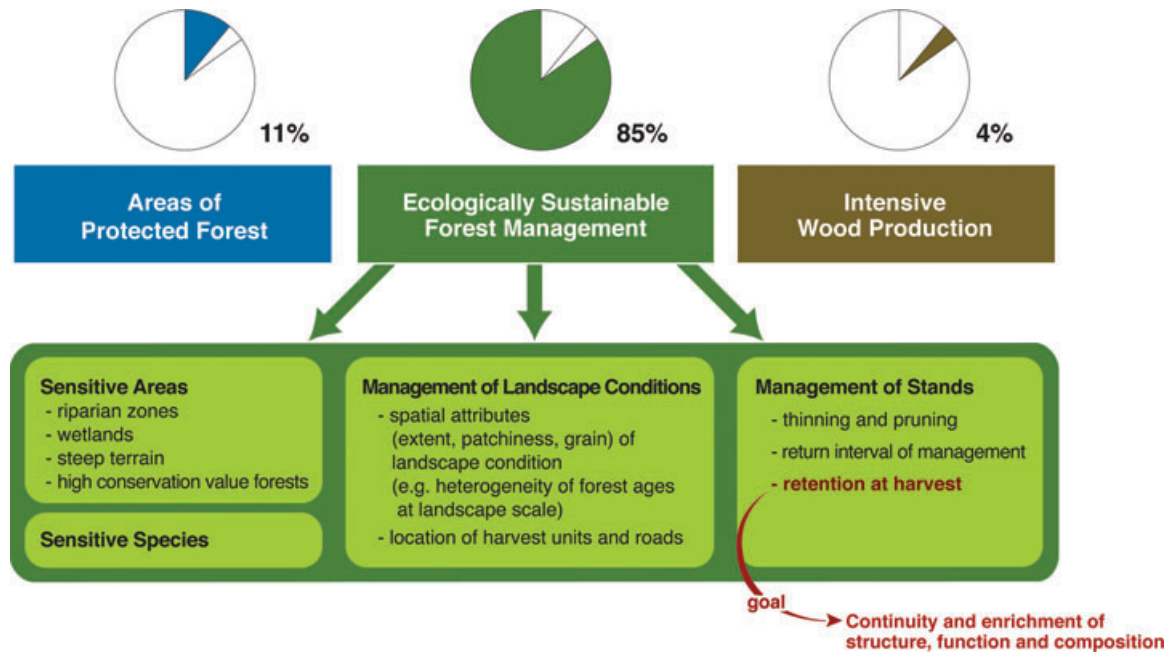 11%
85%
4%
Areas of
Protected Forest
Ecologically Sustainable
Forest Management
Intensive
Wood Production
Sensitive Areas
- riparian zones
- wetlands
- steep terrain
- high conservation value forests
Sensitive Species
Management of Landscape Conditions
- spatial attributes
(extent, patchiness, grain) of
landscape condition
(e.g. heterogeneity of forest ages
at landscape scale)
- location of harvest units and roads
Management of Stands
- thinning and pruning
- return interval of management
- retention at harvest
goal
Continuity and enrichment of
structure, function and composition